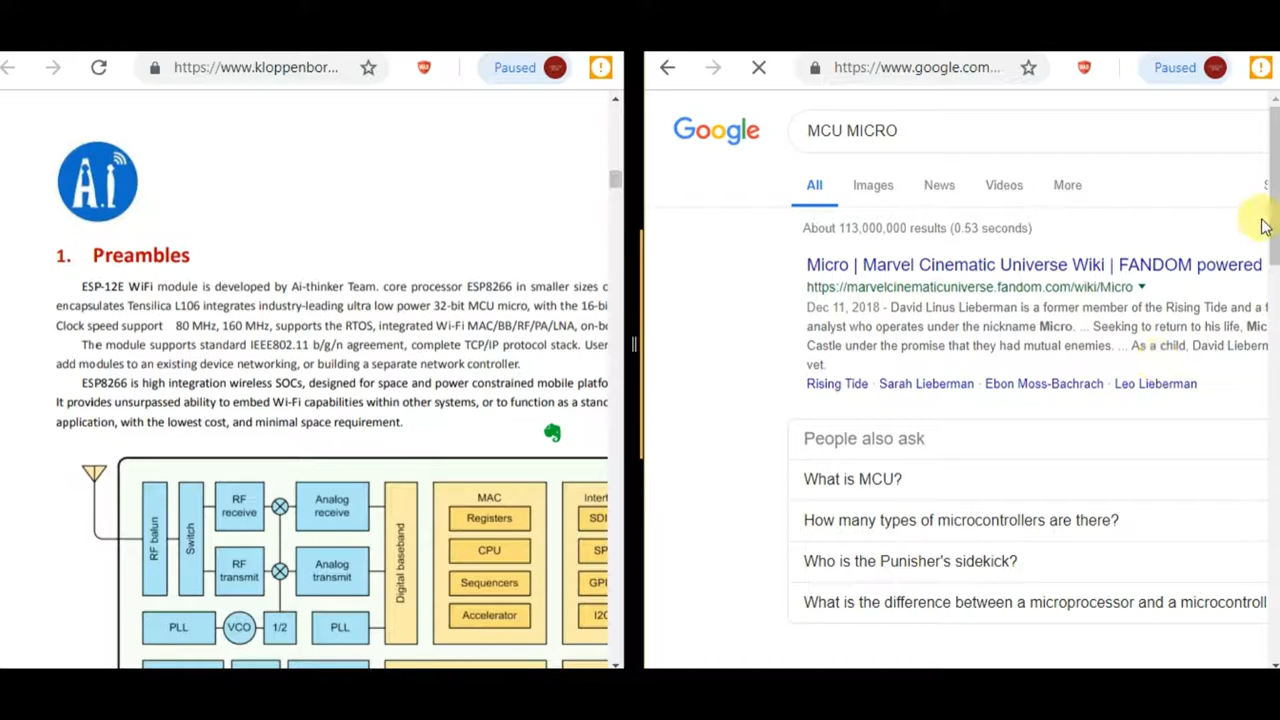 https://www.kloppenbor...
Paused
A.i
1. Preambles
ESP-12E WiFi module is developed by Ai-thinker Team. core processor ESP8266 in smaller sizes
encapsulates Tensilica L106 integrates industry-leading ultra low power 32-bit MCU micro, with the 16-bi
Clock speed support 80 MHz, 160 MHz, supports the RTOS, integrated Wi-Fi MAC/BB/RF/PA/LNA, on-bo
The module supports standard IEEE802.11 b/g/n agreement, complete TCP/IP protocol stack. User
add modules to an existing device networking, or building a separate network controller.
ESP8266 is high integration wireless SOCs, designed for space and power constrained mobile platfo
It provides unsurpassed ability to embed Wi-Fi capabilities within other systems, or to function as a stand
application, with the lowest cost, and minimal space requirement.
RF balun
Switch
RF
receive
RF
transmit
Analog
receive
Analog
transmit
PLL
VCO
1/2
PLL
Digital baseband
MAC
Registers
CPU
Sequencers
Accelerator
Inter
SDI
SP
GPI
I2C
https://www.google.com...
Paused
Google
MCU MICRO
All
Images
News
Videos
More
S
About 113,000,000 results (0.53 seconds)
Micro | Marvel Cinematic Universe Wiki | FANDOM powered
https://marvelcinematicuniverse.fandom.com/wiki/Micro
Dec 11, 2018 - David Linus Lieberman is a former member of the Rising Tide and a f
analyst who operates under the nickname Micro. ... Seeking to return to his life, Mic
Castle under the promise that they had mutual enemies. ... As a child, David Lieberm
vet.
Rising Tide · Sarah Lieberman · Ebon Moss-Bachrach · Leo Lieberman
People also ask
What is MCU?
How many types of microcontrollers are there?
Who is the Punisher's sidekick?
What is the difference between a microprocessor and a microcontroll